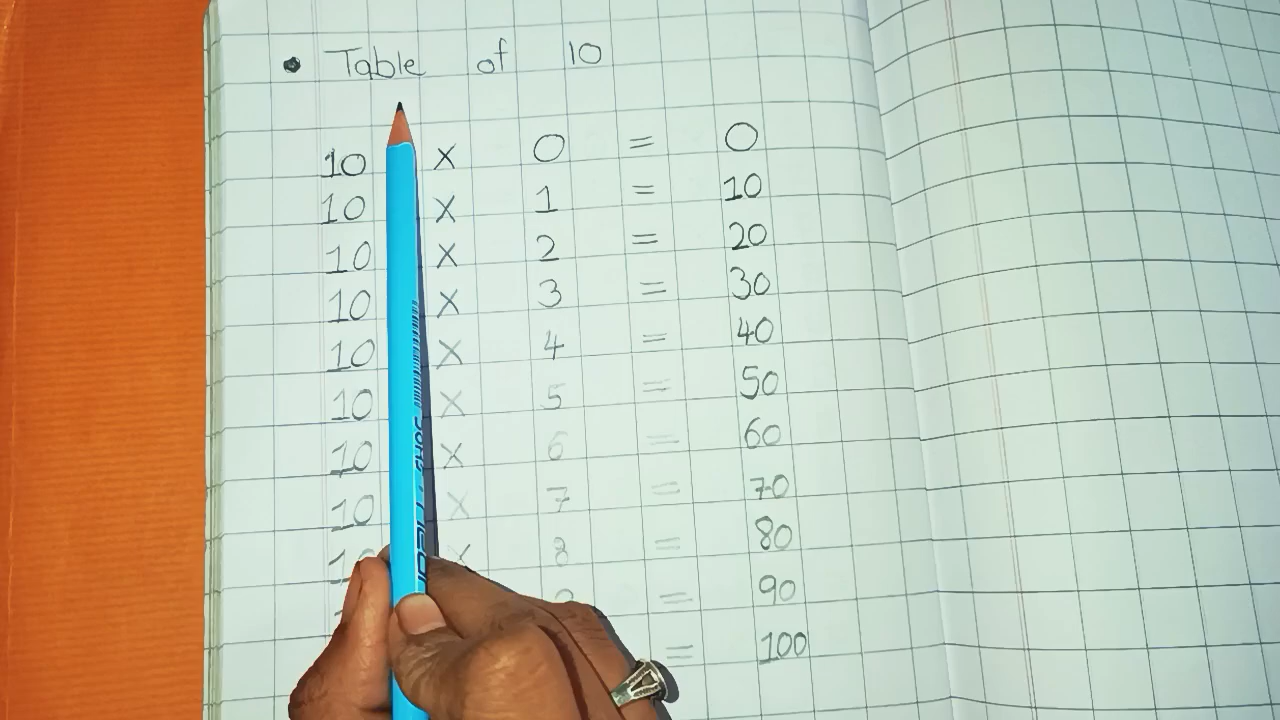 • Table of 10
10 x 0 = 0
10 x 1 = 10
10 x 2 = 20
10 x 3 = 30
10 x 4 = 40
10 x 5 = 50
10 x 6 = 60
10 x 7 = 70
10 x 8 = 80
= 90
= 100